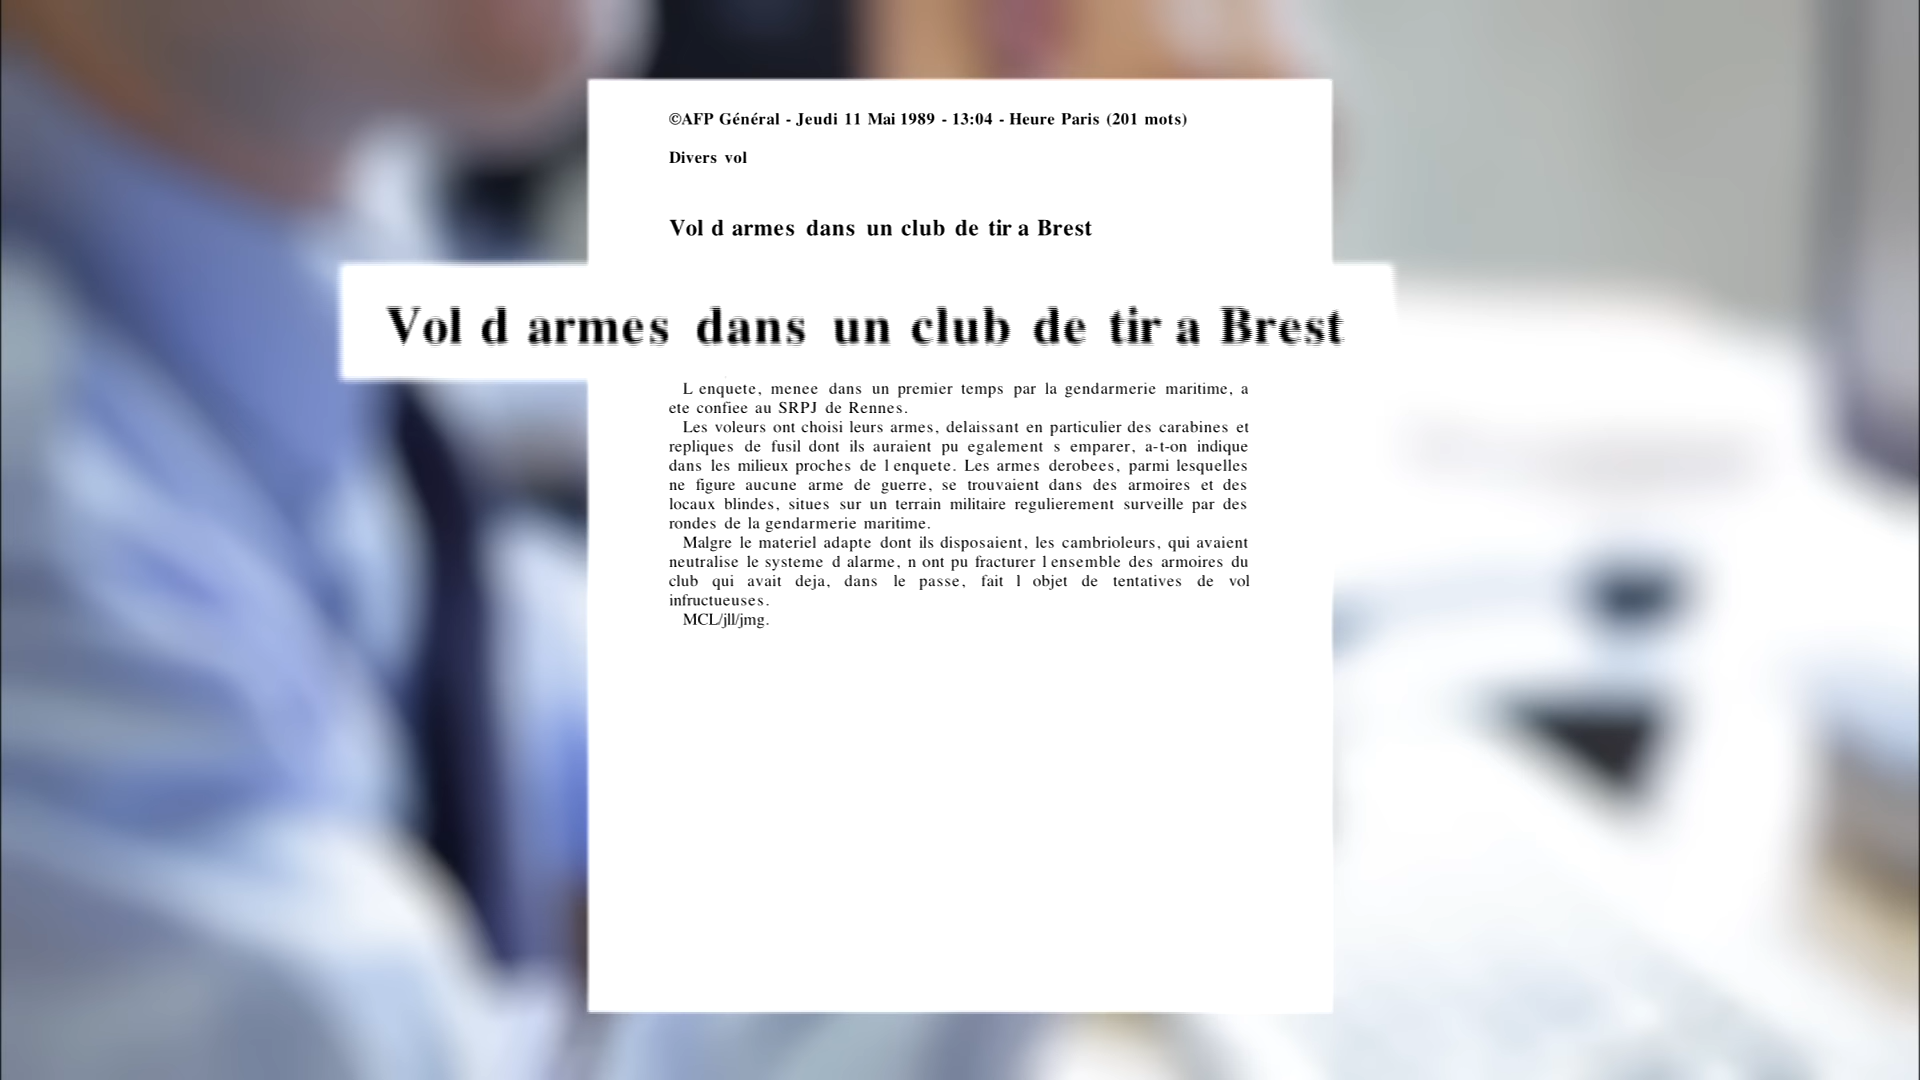 ©AFP Général - Jeudi 11 Mai 1989 - 13:04 - Heure Paris (201 mots)
Divers vol
Vol d armes dans un club de tir a Brest
Vol d armes dans un club de tir a Brest
L enquete, menee dans un premier temps par la gendarmerie maritime, a
ete confiee au SRPJ de Rennes.
Les voleurs ont choisi leurs armes, delaissant en particulier des carabines et
repliques de fusil dont ils auraient pu egalement s emparer, a-t-on indique
dans les milieux proches de l enquete. Les armes derobees, parmi lesquelles
ne figure aucune arme de guerre, se trouvaient dans des armoires et des
locaux blindes, situes sur un terrain militaire regulierement surveille par des
rondes de la gendarmerie maritime.
Malgre le materiel adapte dont ils disposaient, les cambrioleurs, qui avaient
neutralise le systeme d alarme, n ont pu fracturer l ensemble des armoires du
club qui avait deja, dans le passe, fait l objet de tentatives de vol
infructueuses.
MCL/jll/jmg.